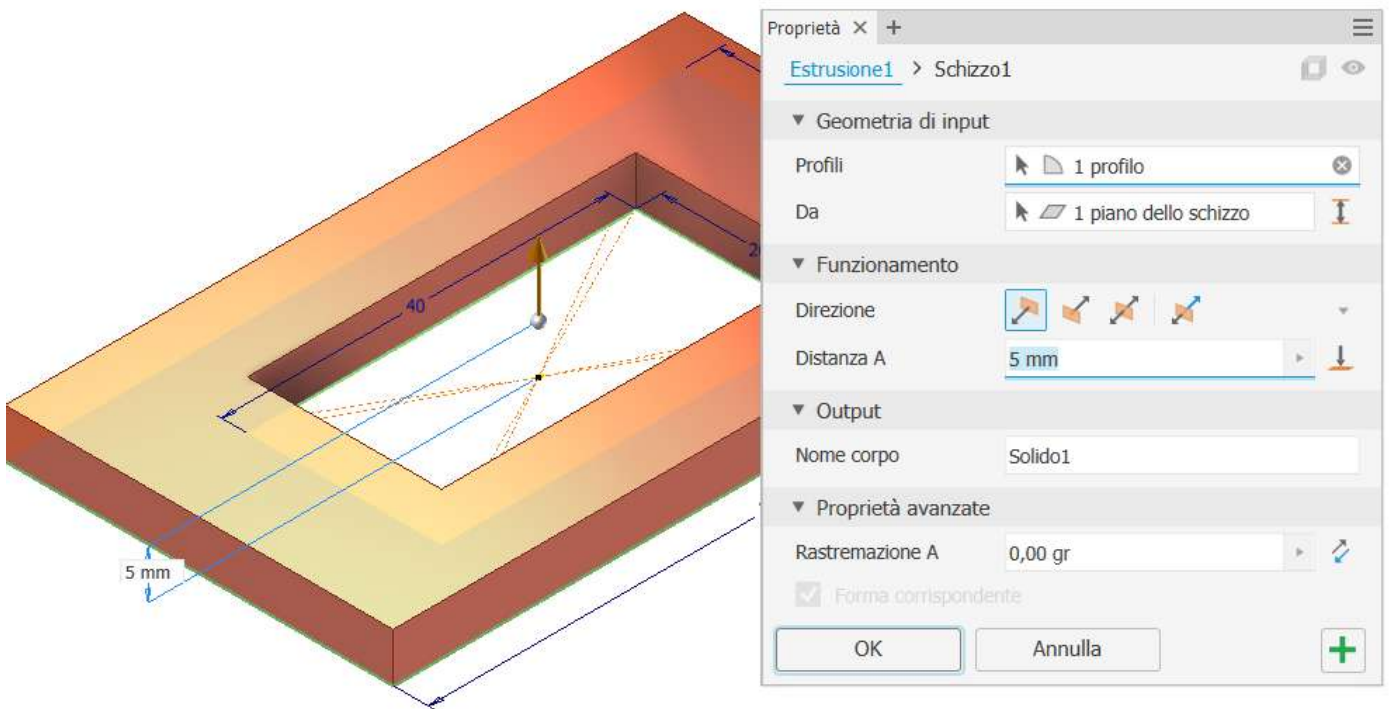 Proprietà
Estrusione1 > Schizzo1
Geometria di input
Profili 1 profilo
Da 1 piano dello schizzo
Funzionamento
Direzione
Distanza A 5 mm
Output
Nome corpo Solido1
Proprietà avanzate
Rastremazione A 0,00 gr
Forma corrispondente
OK Annulla
40
5 mm